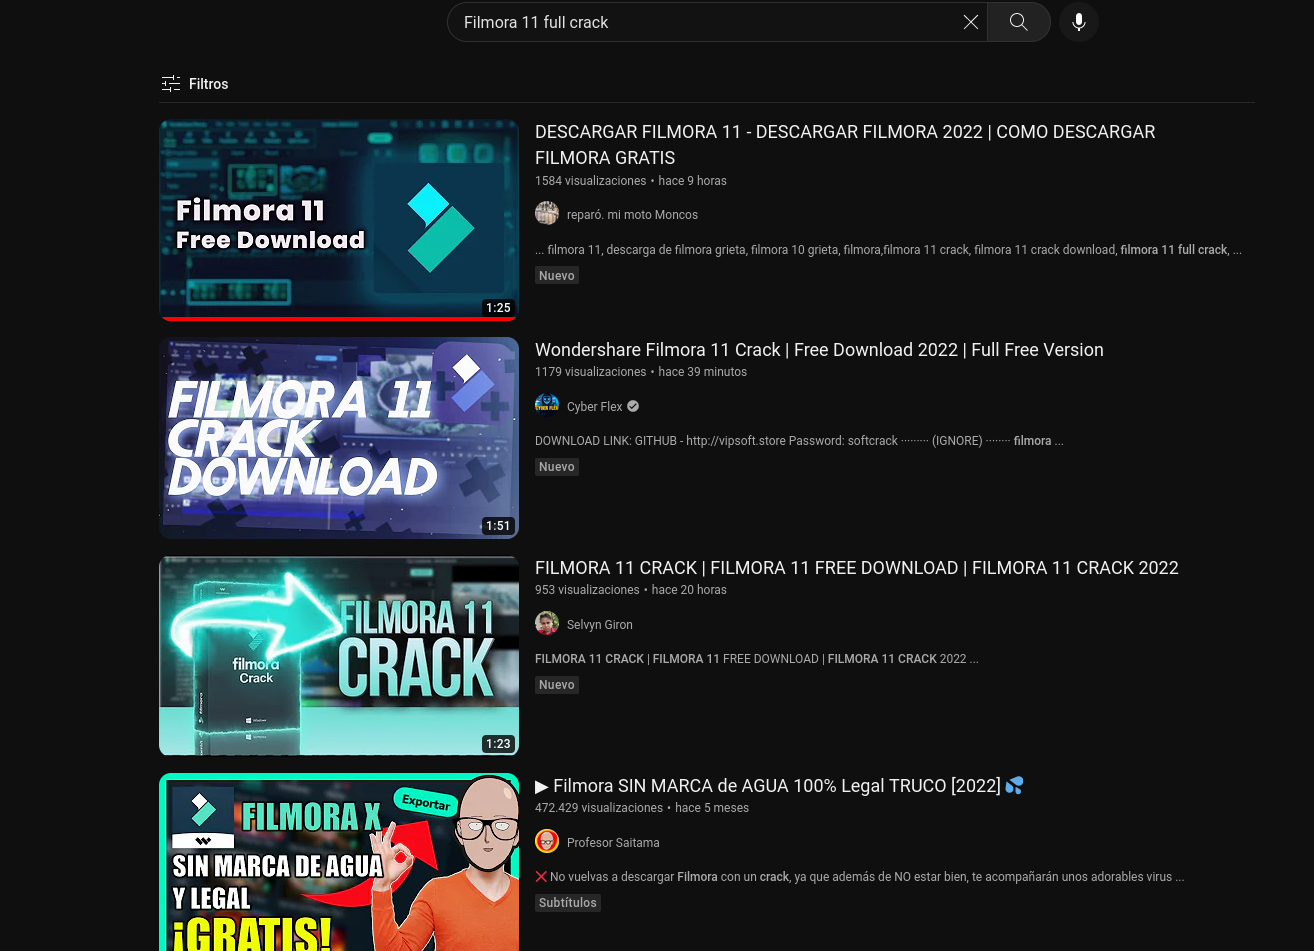 Filmora 11 full crack
Filtros
Filmora 11
Free Download
1:25
DESCARGAR FILMORA 11 - DESCARGAR FILMORA 2022 | COMO DESCARGAR
FILMORA GRATIS
1584 visualizaciones • hace 9 horas
reparó. mi moto Moncos
... filmora 11, descarga de filmora grieta, filmora 10 grieta, filmora,filmora 11 crack, filmora 11 crack download, filmora 11 full crack, ...
Nuevo
FILMORA 11
CRACK
DOWNLOAD
1:51
Wondershare Filmora 11 Crack | Free Download 2022 | Full Free Version
1179 visualizaciones • hace 39 minutos
Cyber Flex
DOWNLOAD LINK: GITHUB - http://vipsoft.store Password: softcrack ········· (IGNORE) ········ filmora ...
Nuevo
FILMORA 11
CRACK
filmora
Crack
1:23
FILMORA 11 CRACK | FILMORA 11 FREE DOWNLOAD | FILMORA 11 CRACK 2022
953 visualizaciones • hace 20 horas
Selvyn Giron
FILMORA 11 CRACK | FILMORA 11 FREE DOWNLOAD | FILMORA 11 CRACK 2022 ...
Nuevo
FILMORA X
Exportar
SIN MARCA DE AGUA
Y LEGAL
¡GRATIS!
▶ Filmora SIN MARCA de AGUA 100% Legal TRUCO [2022]💦
472.429 visualizaciones • hace 5 meses
Profesor Saitama
❌ No vuelvas a descargar Filmora con un crack, ya que además de NO estar bien, te acompañarán unos adorables virus ...
Subtítulos